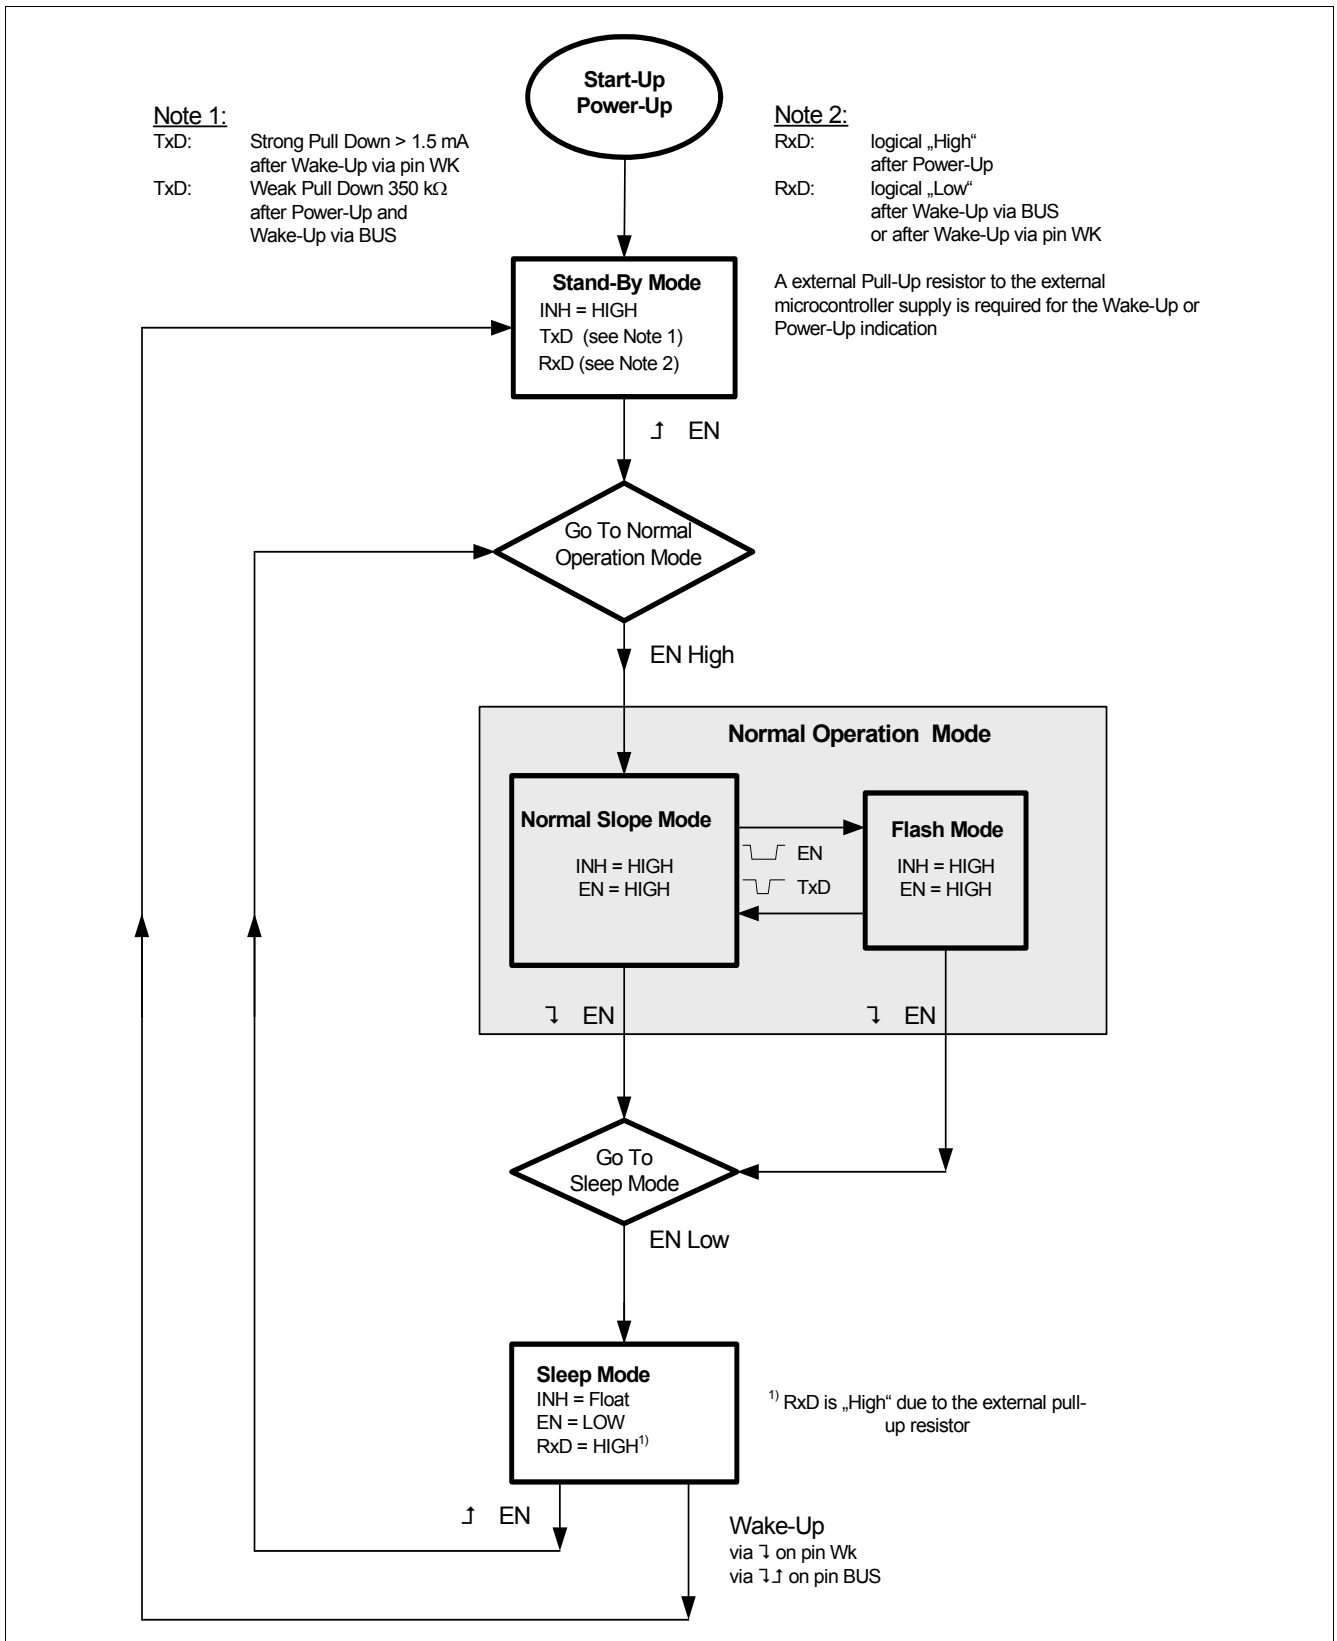 Start-Up
Power-Up
Note 1:
TxD: Strong Pull Down > 1.5 mA
after Wake-Up via pin WK
TxD: Weak Pull Down 350 kΩ
after Power-Up and
Wake-Up via BUS
Note 2:
RxD: logical „High“
after Power-Up
RxD: logical „Low“
after Wake-Up via BUS
or after Wake-Up via pin WK
A external Pull-Up resistor to the external
microcontroller supply is required for the Wake-Up or
Power-Up indication
Stand-By Mode
INH = HIGH
TxD (see Note 1)
RxD (see Note 2)
EN
Go To Normal
Operation Mode
EN High
Normal Operation Mode
Normal Slope Mode
INH = HIGH
EN = HIGH
EN
TxD
Flash Mode
INH = HIGH
EN = HIGH
EN
EN
Go To
Sleep Mode
EN Low
Sleep Mode
INH = Float
EN = LOW
RxD = HIGH1)
1) RxD is „High“ due to the external pull-
up resistor
EN
Wake-Up
via on pin Wk
via on pin BUS